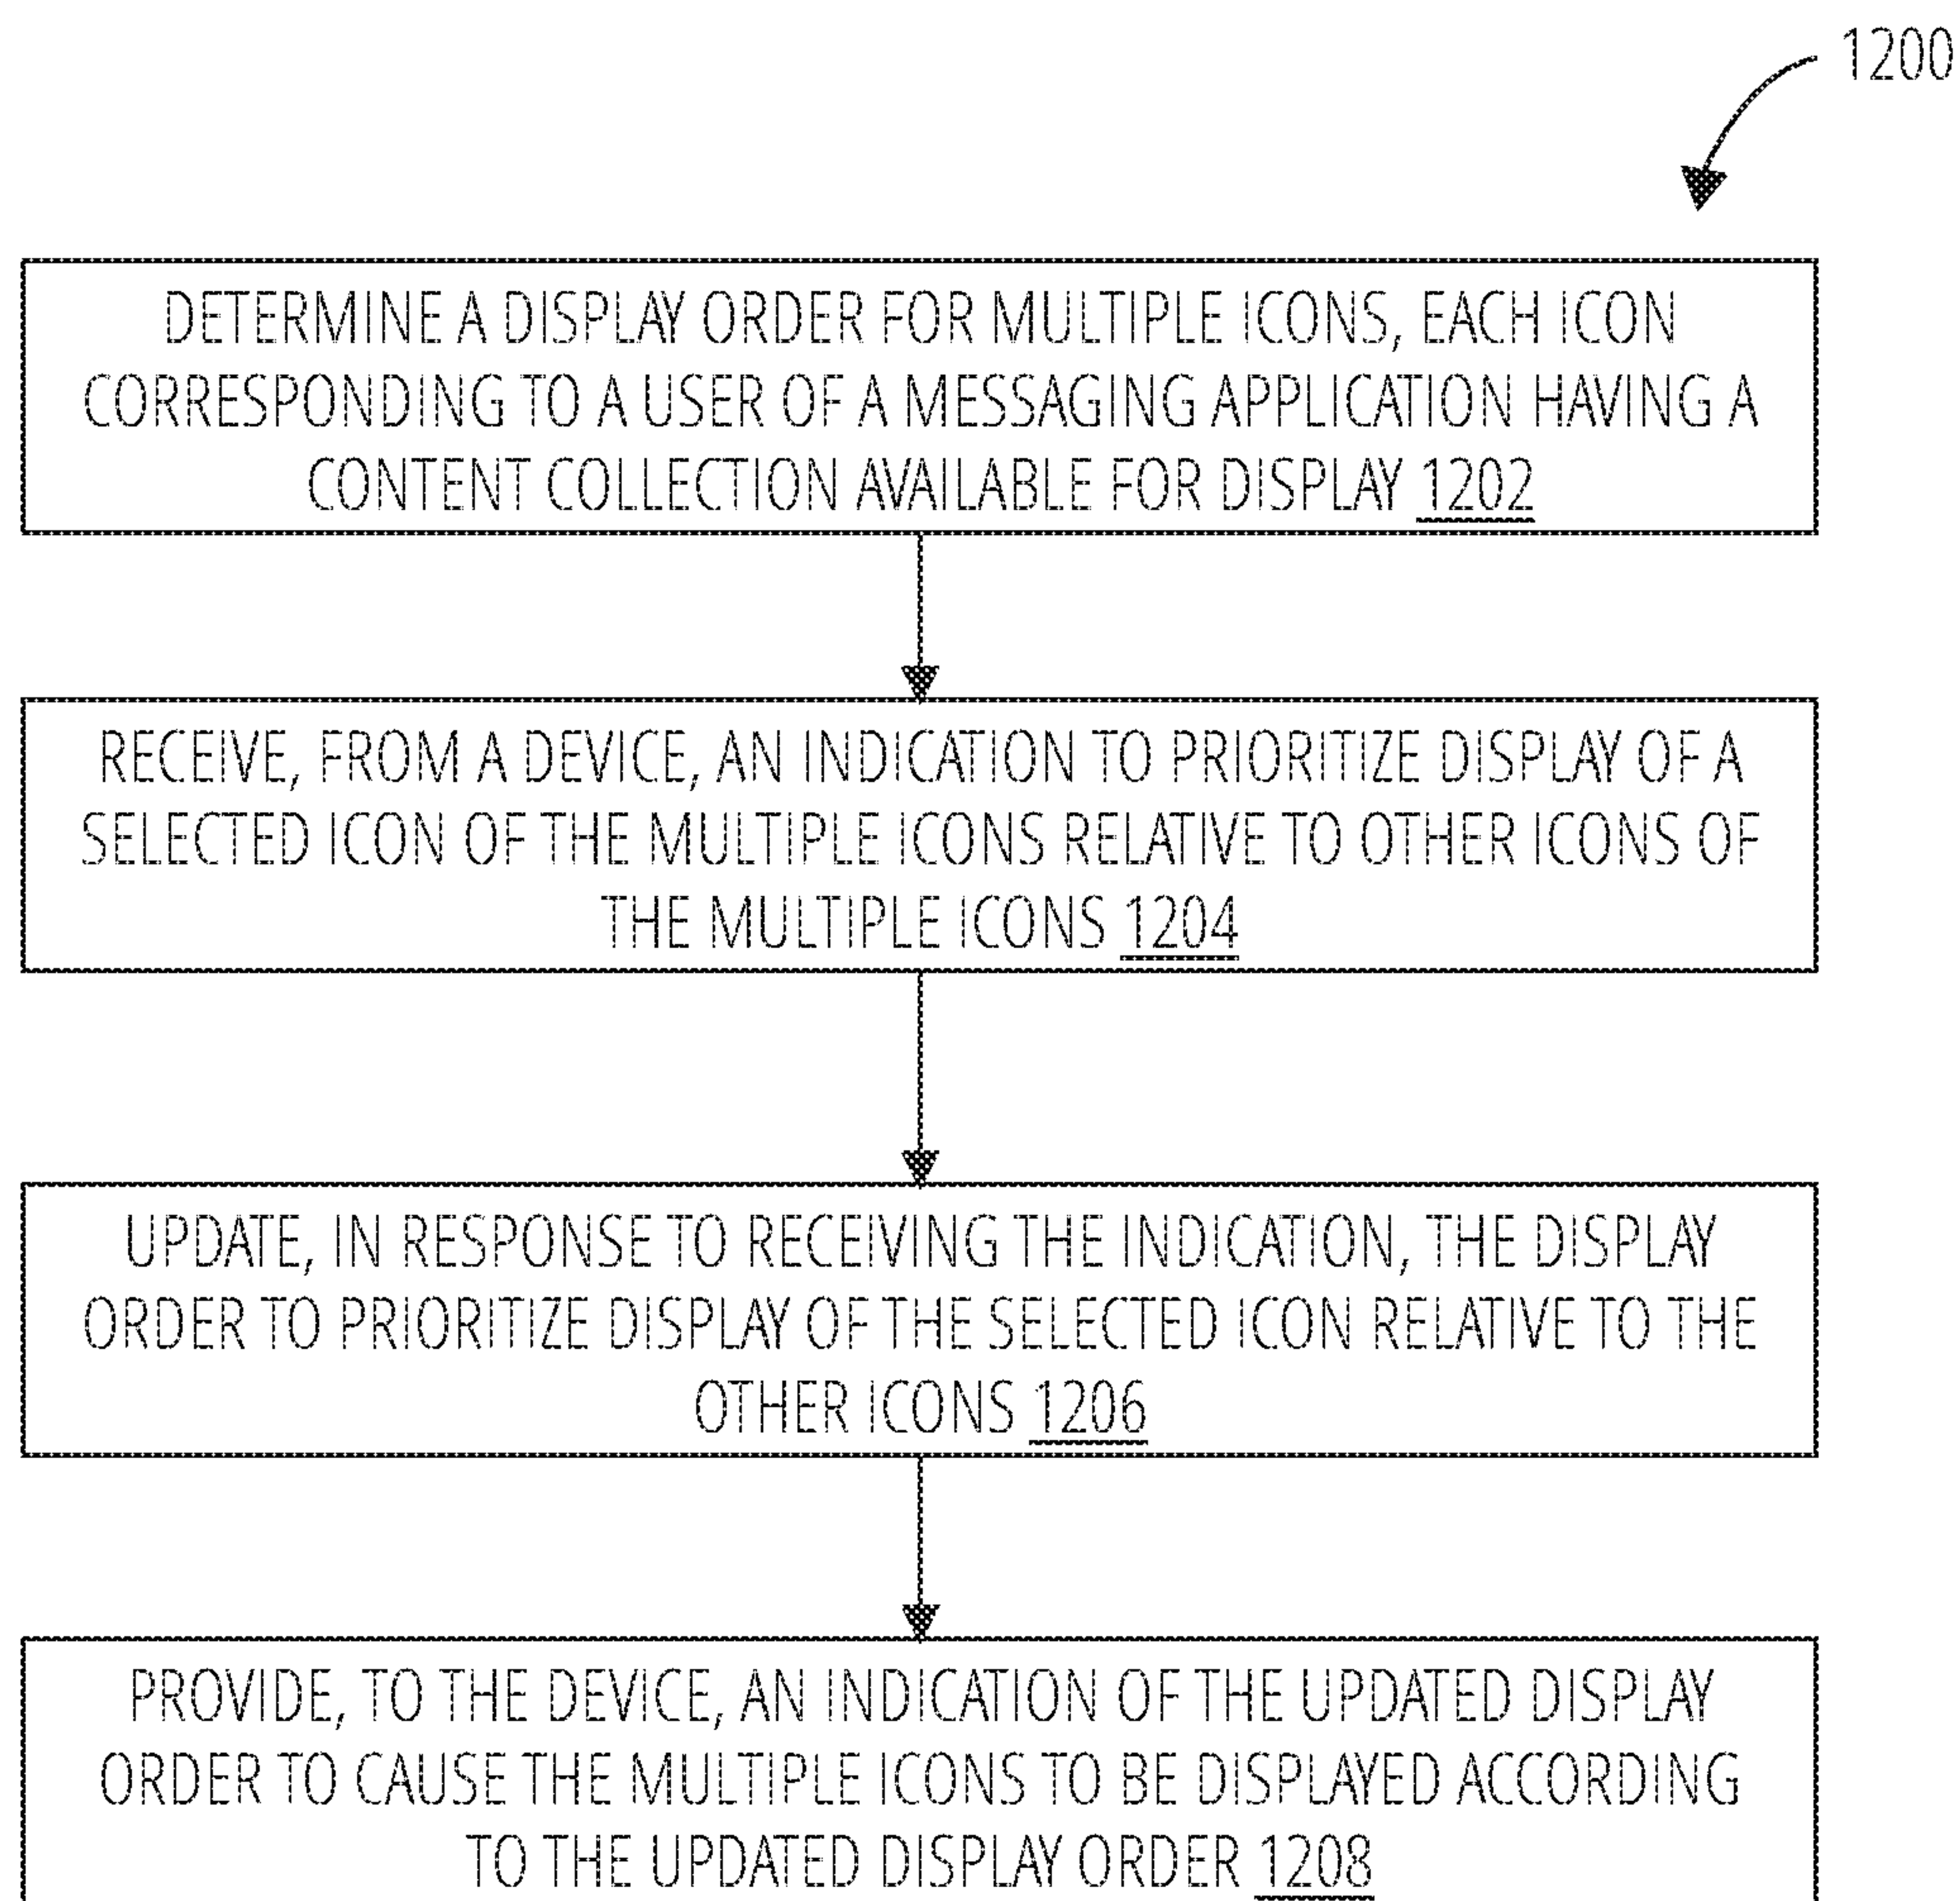 1200
DETERMINE A DISPLAY ORDER FOR MULTIPLE ICONS, EACH ICON
CORRESPONDING TO A USER OF A MESSAGING APPLICATION HAVING A
CONTENT COLLECTION AVAILABLE FOR DISPLAY 1202
RECEIVE, FROM A DEVICE, AN INDICATION TO PRIORITIZE DISPLAY OF A
SELECTED ICON OF THE MULTIPLE ICONS RELATIVE TO OTHER ICONS OF
THE MULTIPLE ICONS 1204
UPDATE, IN RESPONSE TO RECEIVING THE INDICATION, THE DISPLAY
ORDER TO PRIORITIZE DISPLAY OF THE SELECTED ICON RELATIVE TO THE
OTHER ICONS 1206
PROVIDE, TO THE DEVICE, AN INDICATION OF THE UPDATED DISPLAY
ORDER TO CAUSE THE MULTIPLE ICONS TO BE DISPLAYED ACCORDING
TO THE UPDATED DISPLAY ORDER 1208